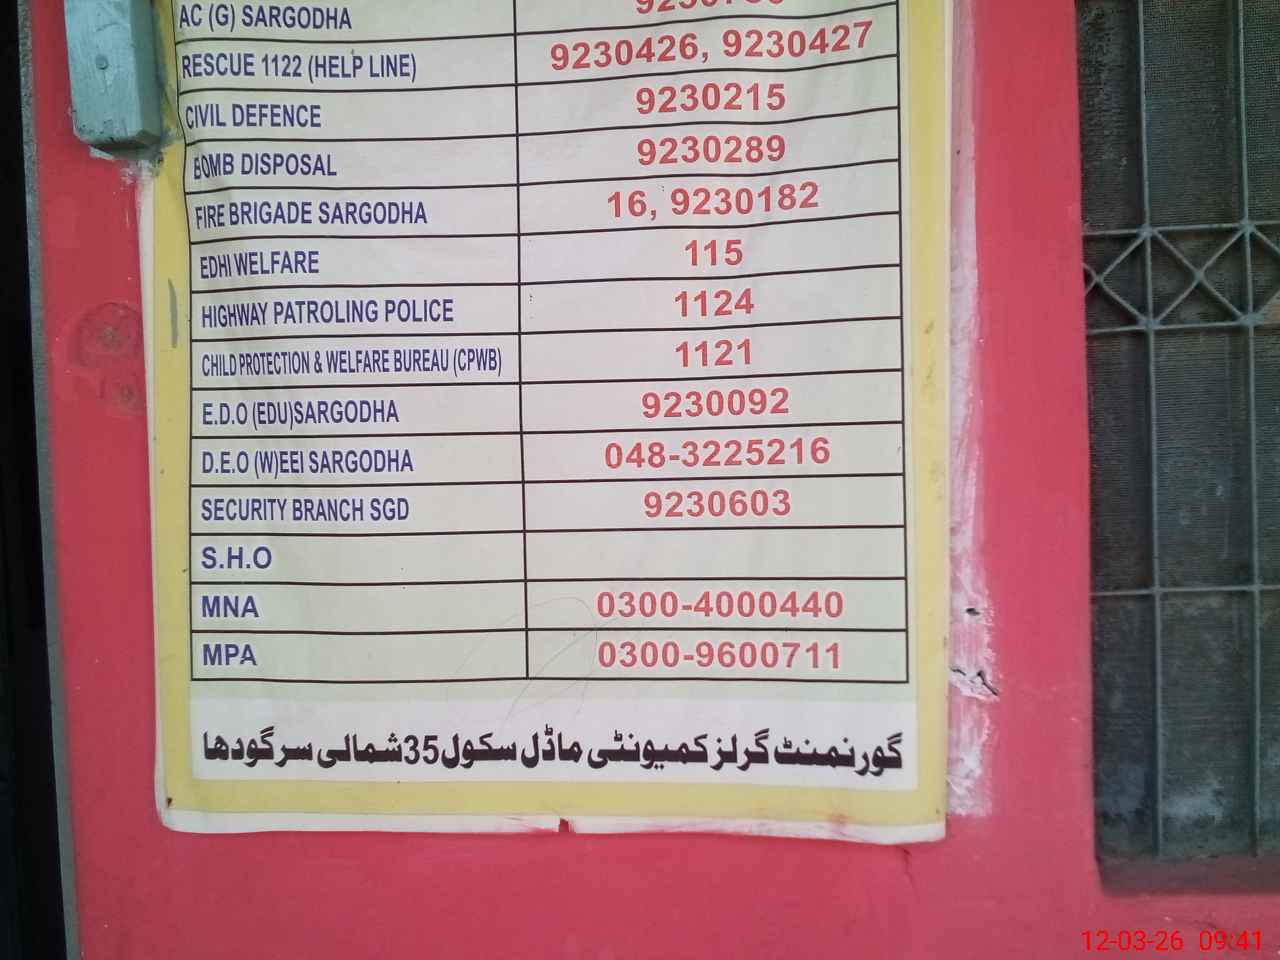 AC (G) SARGODHA
RESCUE 1122 (HELP LINE) 9230426, 9230427
CIVIL DEFENCE 9230215
BOMB DISPOSAL 9230289
FIRE BRIGADE SARGODHA 16, 9230182
EDHI WELFARE 115
HIGHWAY PATROLING POLICE 1124
CHILD PROTECTION & WELFARE BUREAU (CPWB) 1121
E.D.O (EDU)SARGODHA 9230092
D.E.O (W)EEI SARGODHA 048-3225216
SECURITY BRANCH SGD 9230603
S.H.O
MNA 0300-4000440
MPA 0300-9600711
گورنمنٹ گرلز کمیونٹی ماڈل سکول 35 شمالی سرگودھا
12-03-26 09:41